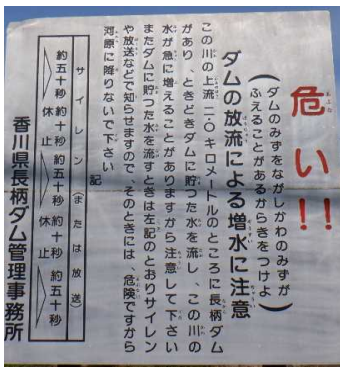 危い!!
(ダムのみずをながしかわのみずが
ふえることがあるからきをつけよ)
ダムの放流による増水に注意
この川の上流二・〇キロメートルのところに長柄ダム
があり、ときどきダムに貯つた水を流し、この川の
水が急に増えることがありますから注意して下さい
またダムに貯つた水を流すときは左記のとおりサイレン
や放送などで知らせますので、そのときには、危険ですから
河原に降りないで下さい
記
サイレン(または放送)
約五十秒 休止 約十秒 約五十秒 休止 約十秒 約五十秒
香川県長柄ダム管理事務所